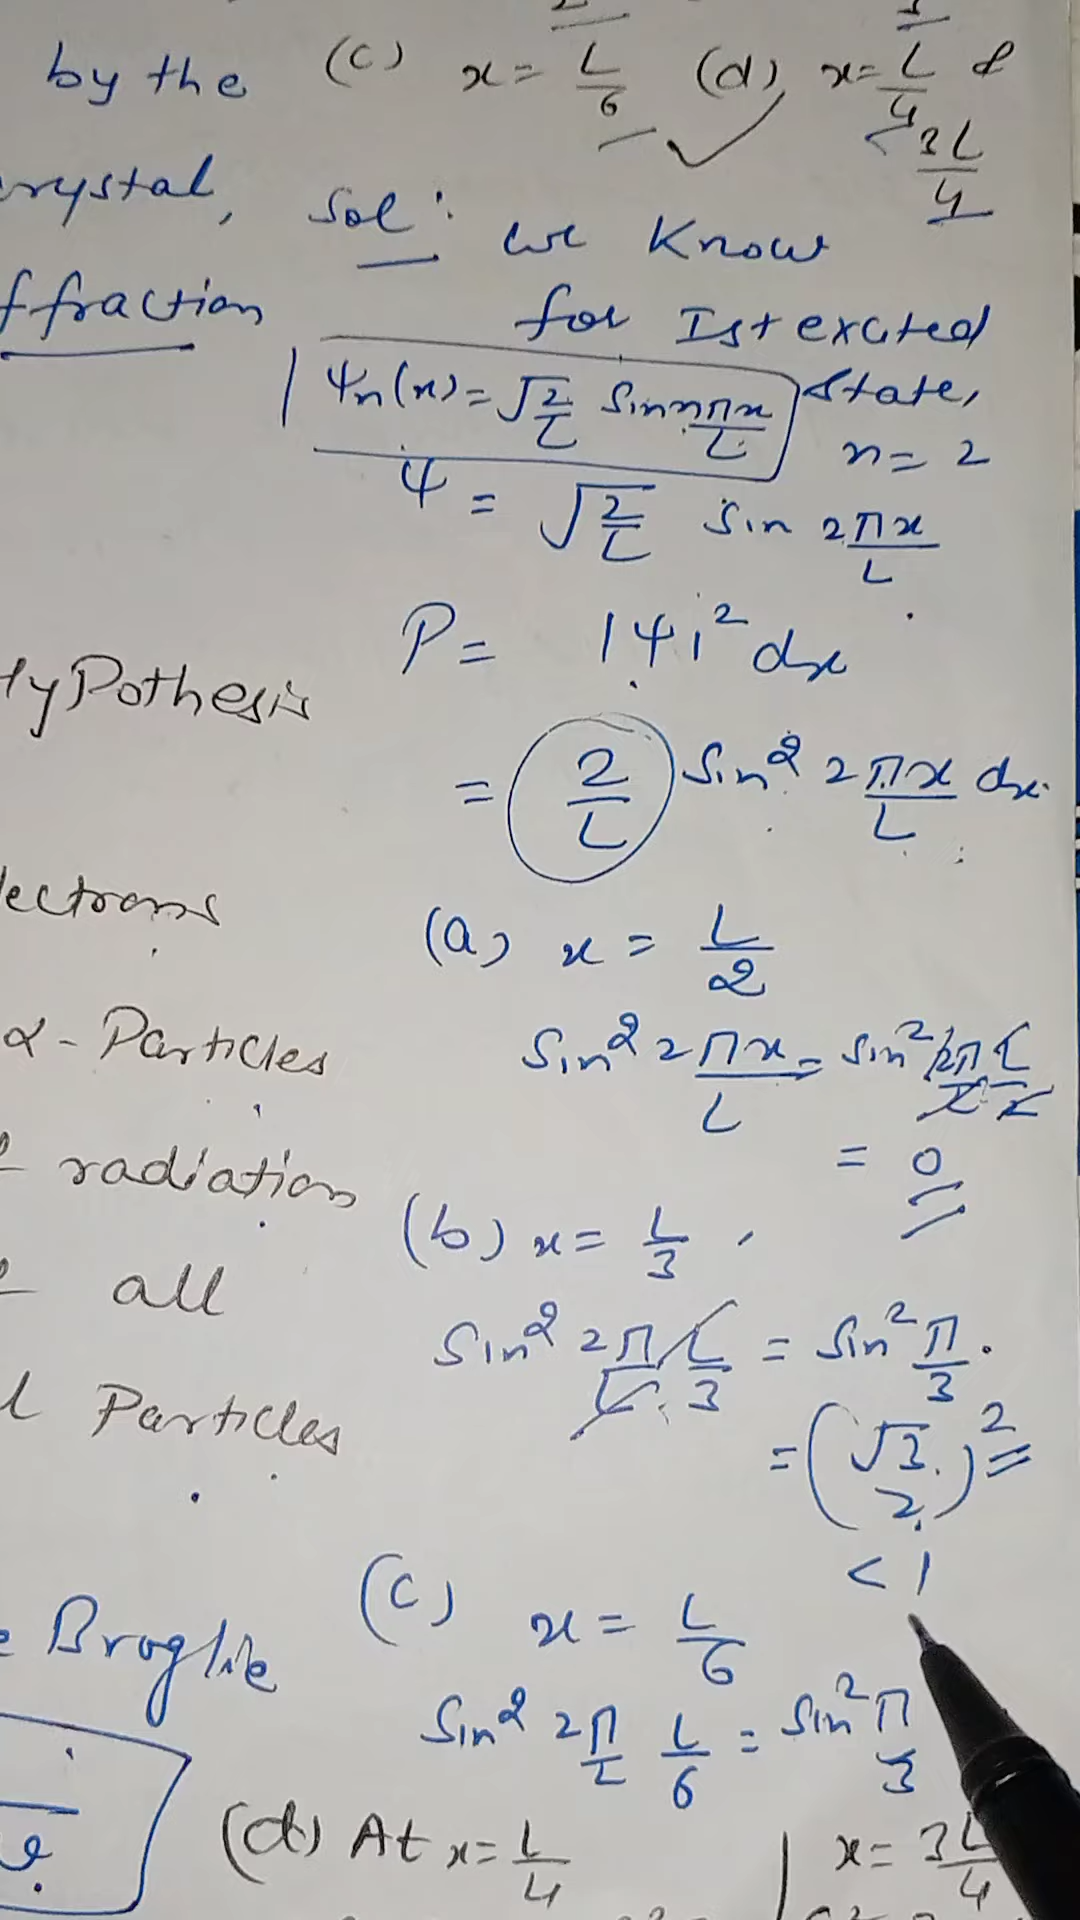 by the
crystal,
ffraction
HyPothesis
lectrons
α - Particles
radiation
all
l Particles
e Broglie
(c) x = L/6 (d) x = L/4 & 3L/4
Sol: we know
for Ist excited
state,
ψn(x) = √(2/L) Sin nπx/L
n = 2
ψ = √(2/L) Sin 2πx/L
P = |ψ|² dx
= (2/L) Sin² 2πx/L dx.
(a) x = L/2
Sin² 2πx/L = Sin² 2π/L L/2
= 0
(b) x = L/3,
Sin² 2π/L . L/3 = Sin² π/3.
= (√3/2)² =
< 1
(c) x = L/6
Sin² 2π/L L/6 = Sin² π/3
(d) At x = L/4 | x = 3L/4